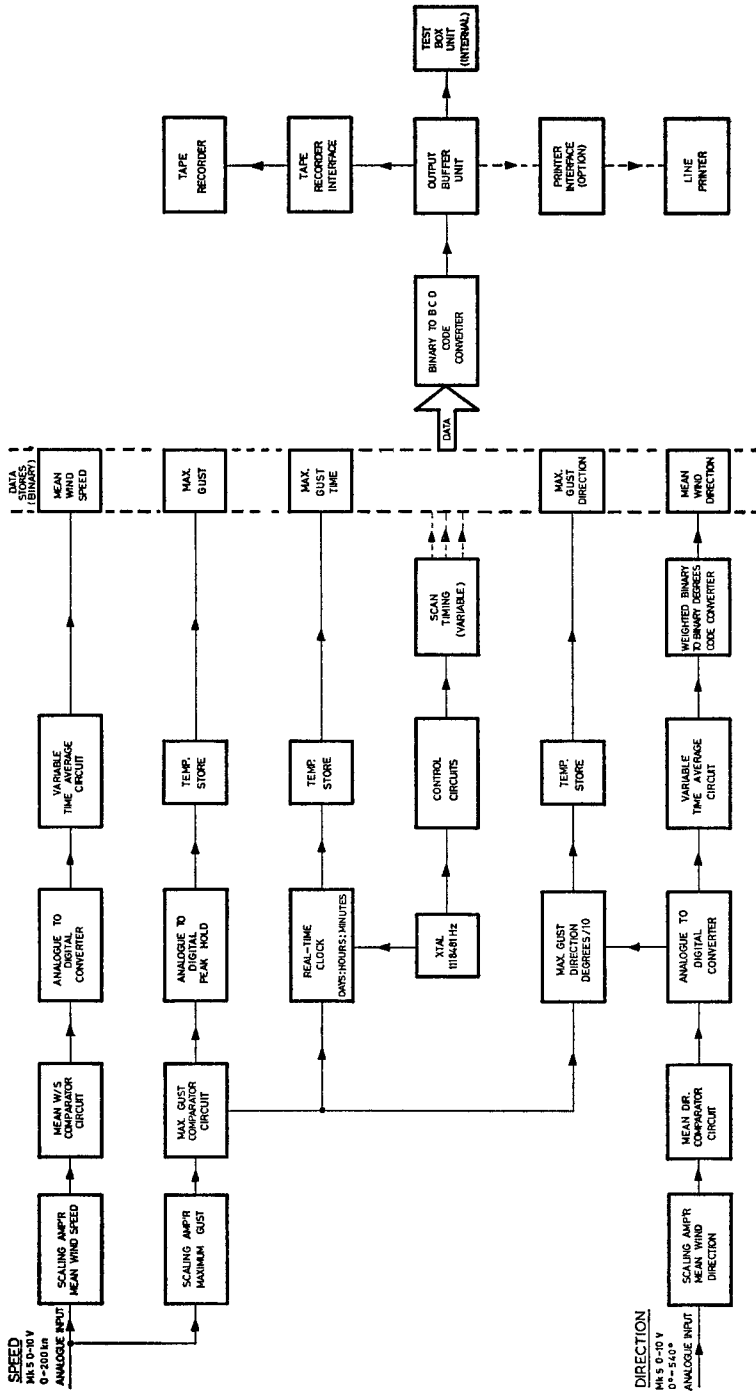 SPEED
Mk 5 0-10 V
0-200 kn
ANALOGUE INPUT
SCALING AMP'R
MEAN WIND SPEED
MEAN W/S
COMPARATOR
CIRCUIT
ANALOGUE TO
DIGITAL
CONVERTER
VARIABLE
TIME AVERAGE
CIRCUIT
DATA
STORES
(BINARY)
MEAN
WIND
SPEED
SCALING AMP'R
MAXIMUM GUST
MAX. GUST
COMPARATOR
CIRCUIT
ANALOGUE TO
DIGITAL
PEAK HOLD
TEMP.
STORE
MAX.
GUST
REAL-TIME
CLOCK
DAYS:HOURS:MINUTES
TEMP.
STORE
MAX.
GUST TIME
XTAL
1118481 Hz
CONTROL
CIRCUITS
SCAN
TIMING
(VARIABLE)
DATA
BINARY TO B C D
CODE
CONVERTER
OUTPUT
BUFFER
UNIT
TEST
BOX
UNIT
(INTERNAL)
TAPE
RECORDER
TAPE
RECORDER
INTERFACE
PRINTER
INTERFACE
(OPTION)
LINE
PRINTER
MAX. GUST
DIRECTION
DEGREES/10
TEMP.
STORE
MAX.
GUST
DIRECTION
DIRECTION
Mk 5 0-10 V
0°-540°
ANALOGUE INPUT
SCALING AMP'R
MEAN WIND
DIRECTION
MEAN DIR.
COMPARATOR
CIRCUIT
ANALOGUE TO
DIGITAL
CONVERTER
VARIABLE
TIME AVERAGE
CIRCUIT
WEIGHTED BINARY
TO BINARY DEGREES
CODE CONVERTER
MEAN
WIND
DIRECTION